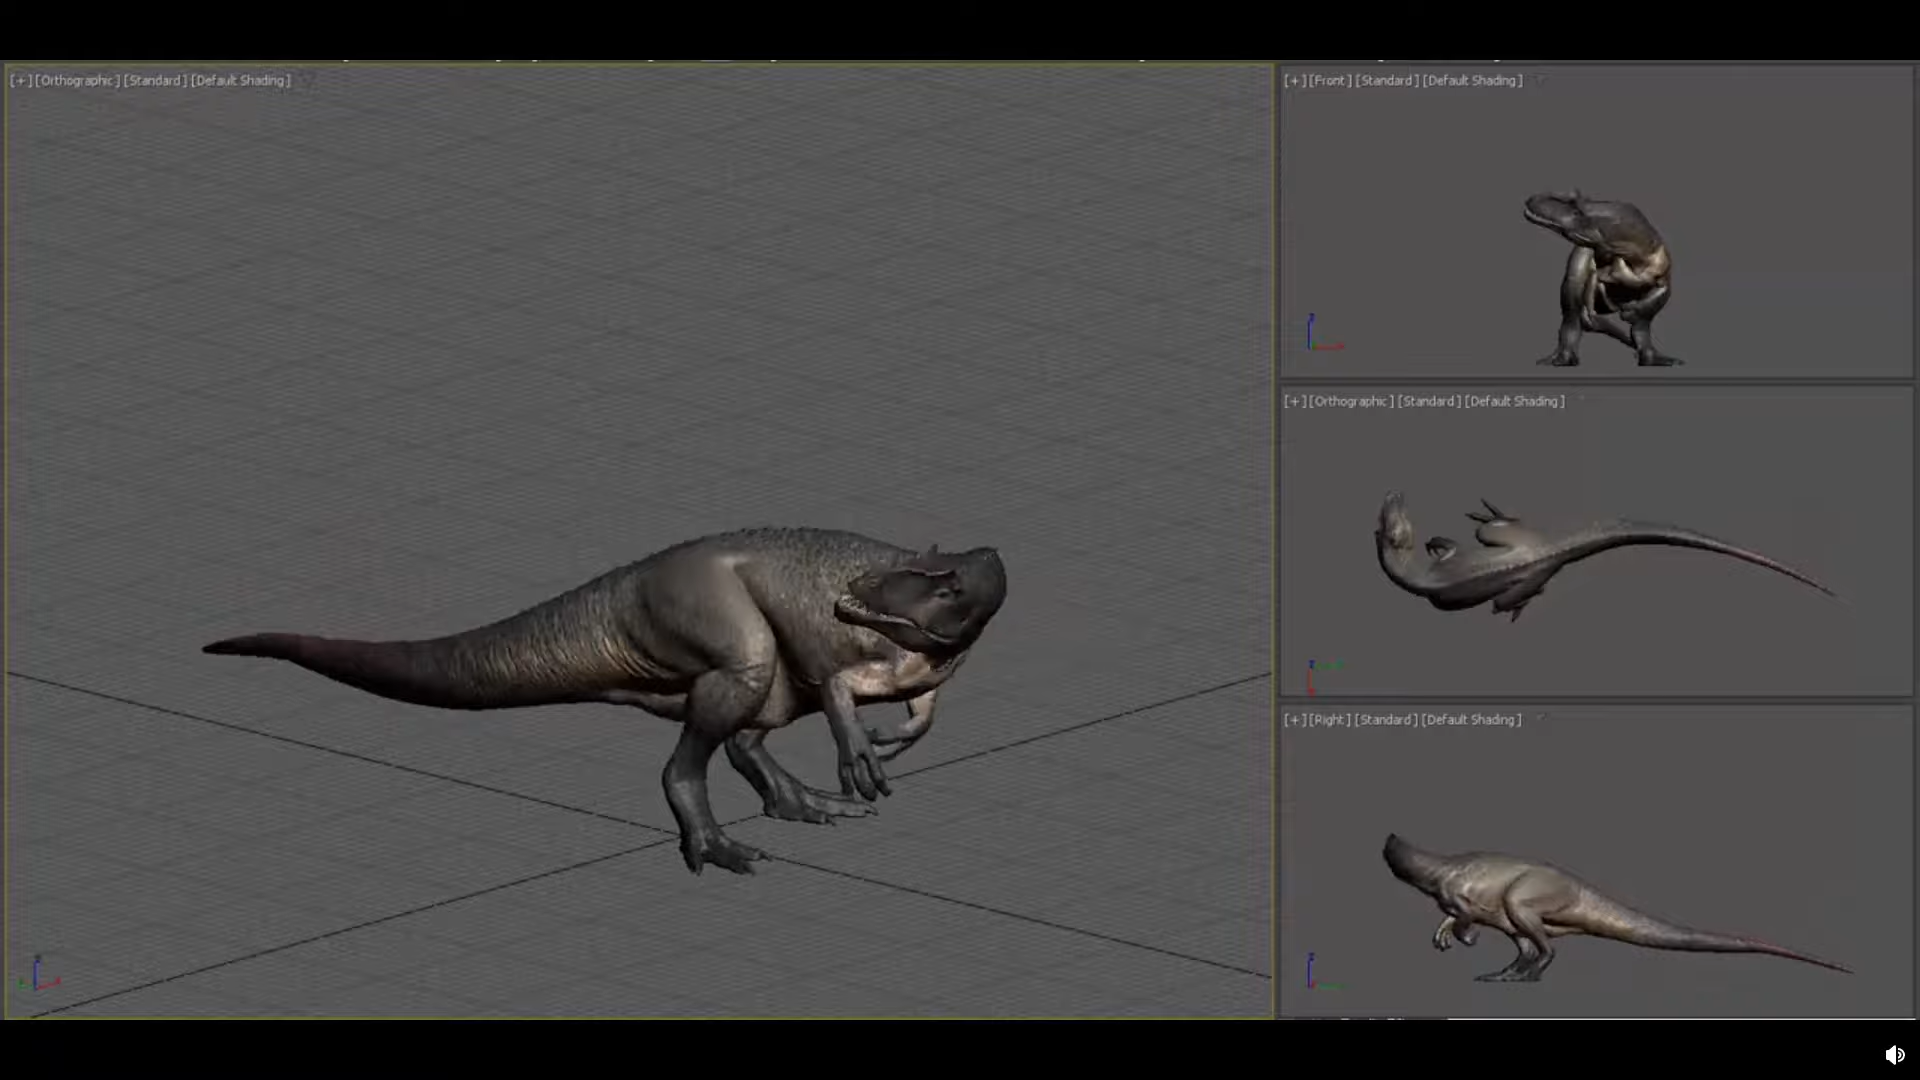 [+] [Orthographic] [Standard] [Default Shading]
[+] [Front] [Standard] [Default Shading]
[+] [Orthographic] [Standard] [Default Shading]
[+] [Right] [Standard] [Default Shading]